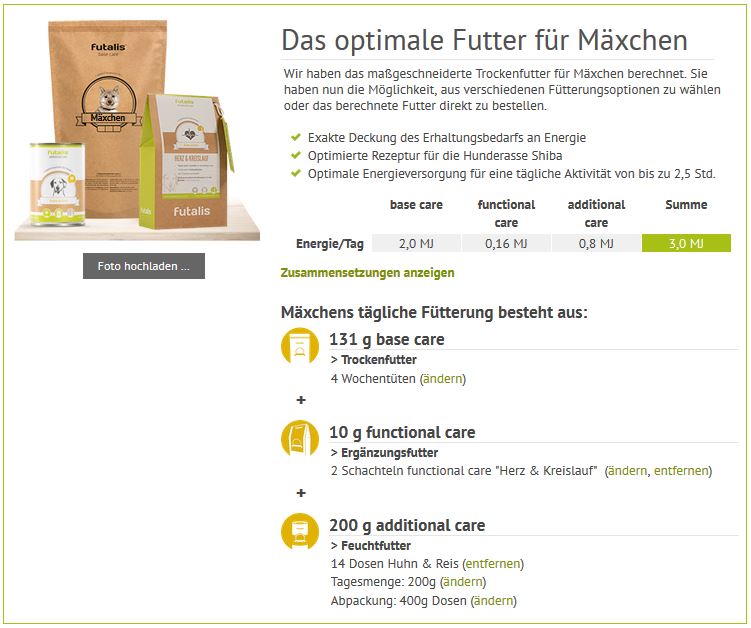 futalis
base care
Mäxchen
futalis
HERZ & KREISLAUF
futalis
futalis
Foto hochladen ...
Das optimale Futter für Mäxchen
Wir haben das maßgeschneiderte Trockenfutter für Mäxchen berechnet. Sie
haben nun die Möglichkeit, aus verschiedenen Fütterungsoptionen zu wählen
oder das berechnete Futter direkt zu bestellen.
Exakte Deckung des Erhaltungsbedarfs an Energie
Optimierte Rezeptur für die Hunderasse Shiba
Optimale Energieversorgung für eine tägliche Aktivität von bis zu 2,5 Std.
base care functional care additional care Summe
Energie/Tag 2,0 MJ 0,16 MJ 0,8 MJ 3,0 MJ
Zusammensetzungen anzeigen
Mäxchens tägliche Fütterung besteht aus:
131 g base care
> Trockenfutter
4 Wochentüten (ändern)
+
10 g functional care
> Ergänzungsfutter
2 Schachteln functional care "Herz & Kreislauf" (ändern, entfernen)
+
200 g additional care
> Feuchtfutter
14 Dosen Huhn & Reis (entfernen)
Tagesmenge: 200g (ändern)
Abpackung: 400g Dosen (ändern)